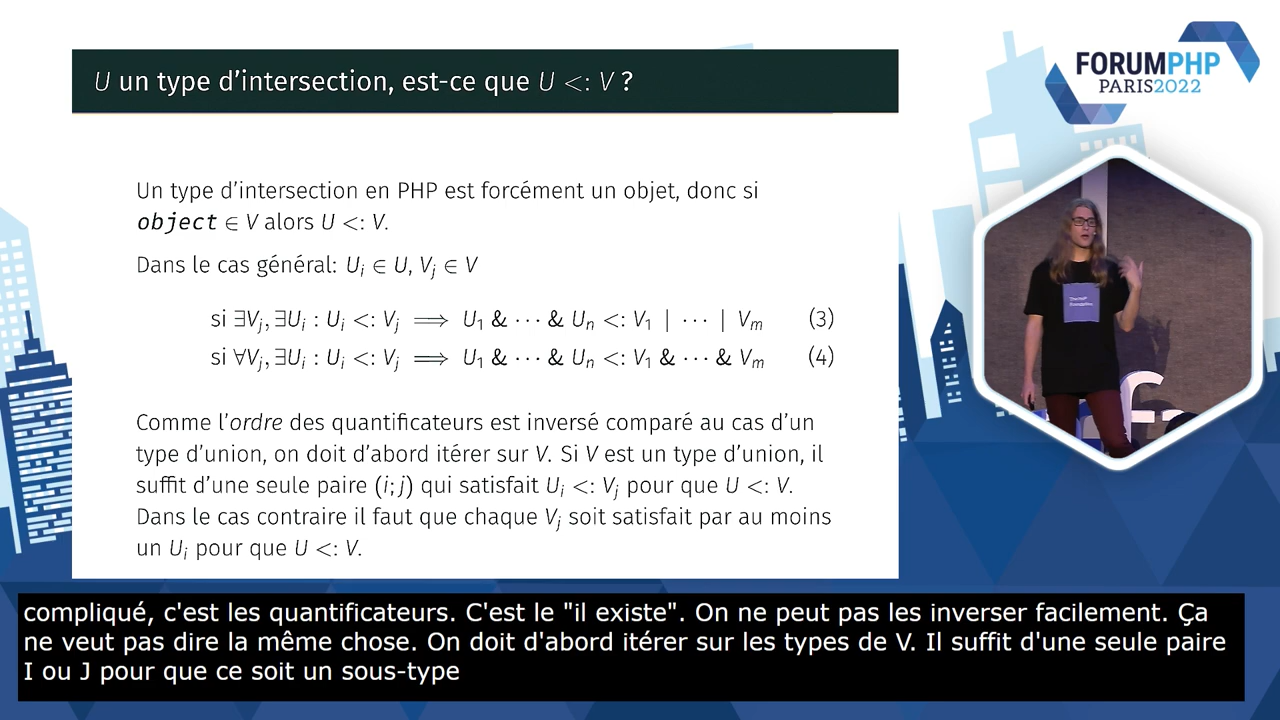 U un type d'intersection, est-ce que U <: V ?
FORUMPHP
PARIS2022
Un type d'intersection en PHP est forcément un objet, donc si
object ∈ V alors U <: V.
Dans le cas général: Uᵢ ∈ U, Vⱼ ∈ V
si ∃Vⱼ, ∃Uᵢ : Uᵢ <: Vⱼ ⟹ U₁ & ··· & Uₙ <: V₁ | ··· | Vₘ (3)
si ∀Vⱼ, ∃Uᵢ : Uᵢ <: Vⱼ ⟹ U₁ & ··· & Uₙ <: V₁ & ··· & Vₘ (4)
Comme l'ordre des quantificateurs est inversé comparé au cas d'un
type d'union, on doit d'abord itérer sur V. Si V est un type d'union, il
suffit d'une seule paire (i; j) qui satisfait Uᵢ <: Vⱼ pour que U <: V.
Dans le cas contraire il faut que chaque Vⱼ soit satisfait par au moins
un Uᵢ pour que U <: V.
compliqué, c'est les quantificateurs. C'est le "il existe". On ne peut pas les inverser facilement. Ça
ne veut pas dire la même chose. On doit d'abord itérer sur les types de V. Il suffit d'une seule paire
I ou J pour que ce soit un sous-type